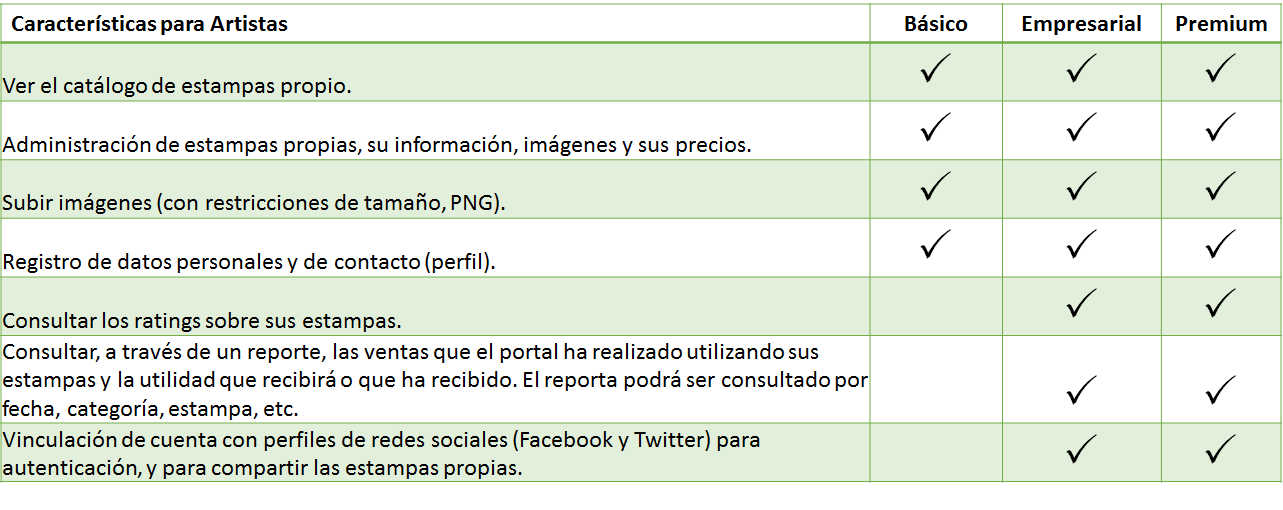 Características para Artistas Básico Empresarial Premium
Ver el catálogo de estampas propio. ✓ ✓ ✓
Administración de estampas propias, su información, imágenes y sus precios. ✓ ✓ ✓
Subir imágenes (con restricciones de tamaño, PNG). ✓ ✓ ✓
Registro de datos personales y de contacto (perfil). ✓ ✓ ✓
Consultar los ratings sobre sus estampas. ✓ ✓
Consultar, a través de un reporte, las ventas que el portal ha realizado utilizando sus
estampas y la utilidad que recibirá o que ha recibido. El reporta podrá ser consultado por
fecha, categoría, estampa, etc. ✓ ✓
Vinculación de cuenta con perfiles de redes sociales (Facebook y Twitter) para
autenticación, y para compartir las estampas propias. ✓ ✓